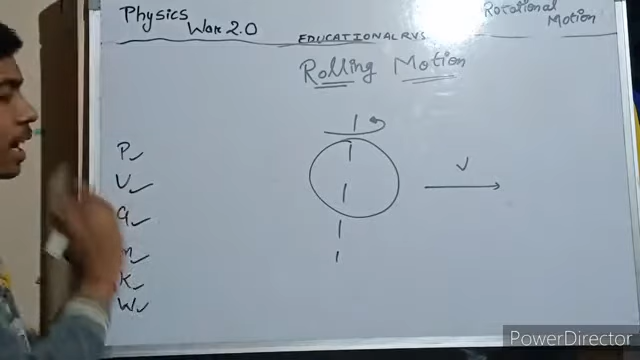 Physics
War 2.0
EDUCATIONAL RVS
Rotational
Motion
Rolling Motion
P
V
m
K
W
V
PowerDirector